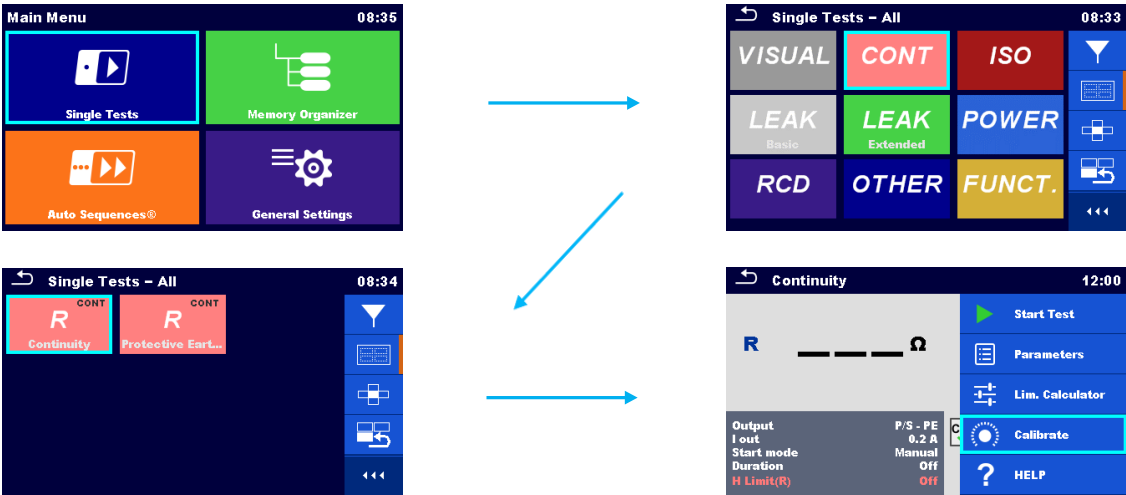 Main Menu 08:35
Single Tests Memory Organizer
Auto Sequences® General Settings
Single Tests – All 08:33
VISUAL CONT ISO
LEAK LEAK POWER
Basic Extended
RCD OTHER FUNCT.
Single Tests – All 08:34
CONT CONT
R R
Continuity Protective Eart...
Continuity 12:00
R _ _ _ Ω
Output P/S - PE
I out 0.2 A
Start mode Manual
Duration Off
H Limit(R) Off
C
Start Test
Parameters
Lim. Calculator
Calibrate
? HELP